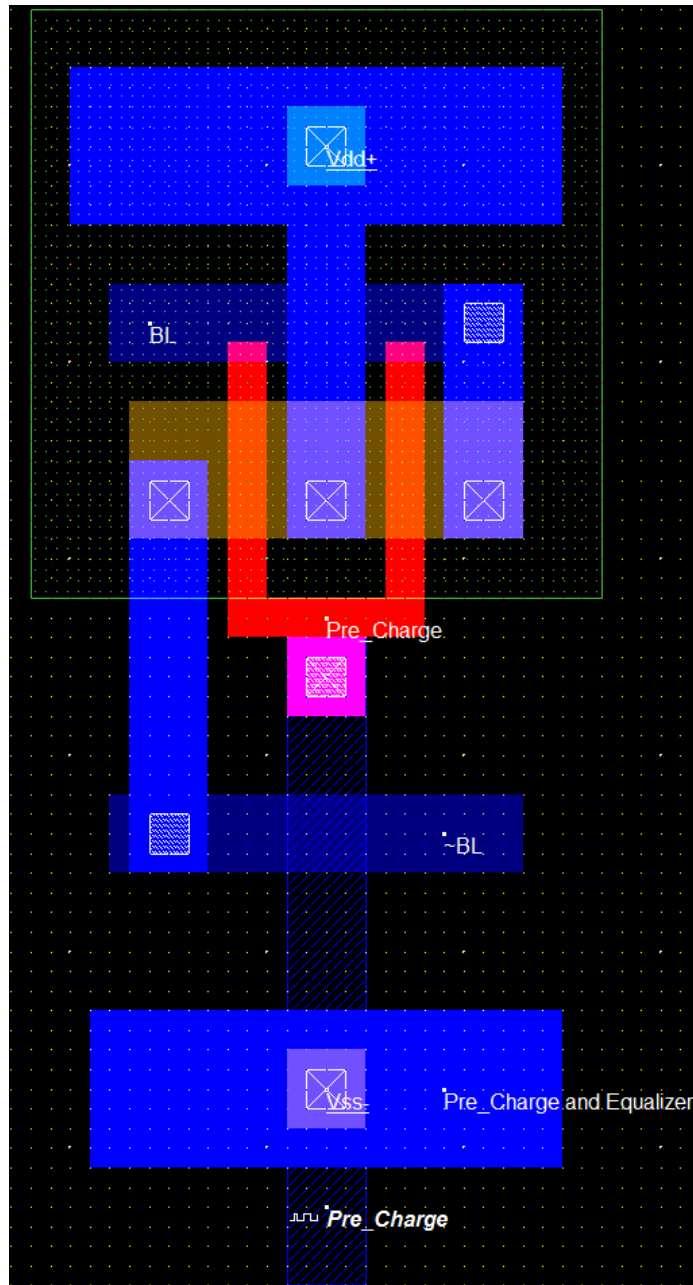 Vdd+
BL
Pre_Charge
~BL
Vss-
Pre_Charge and Equalizer
Pre_Charge